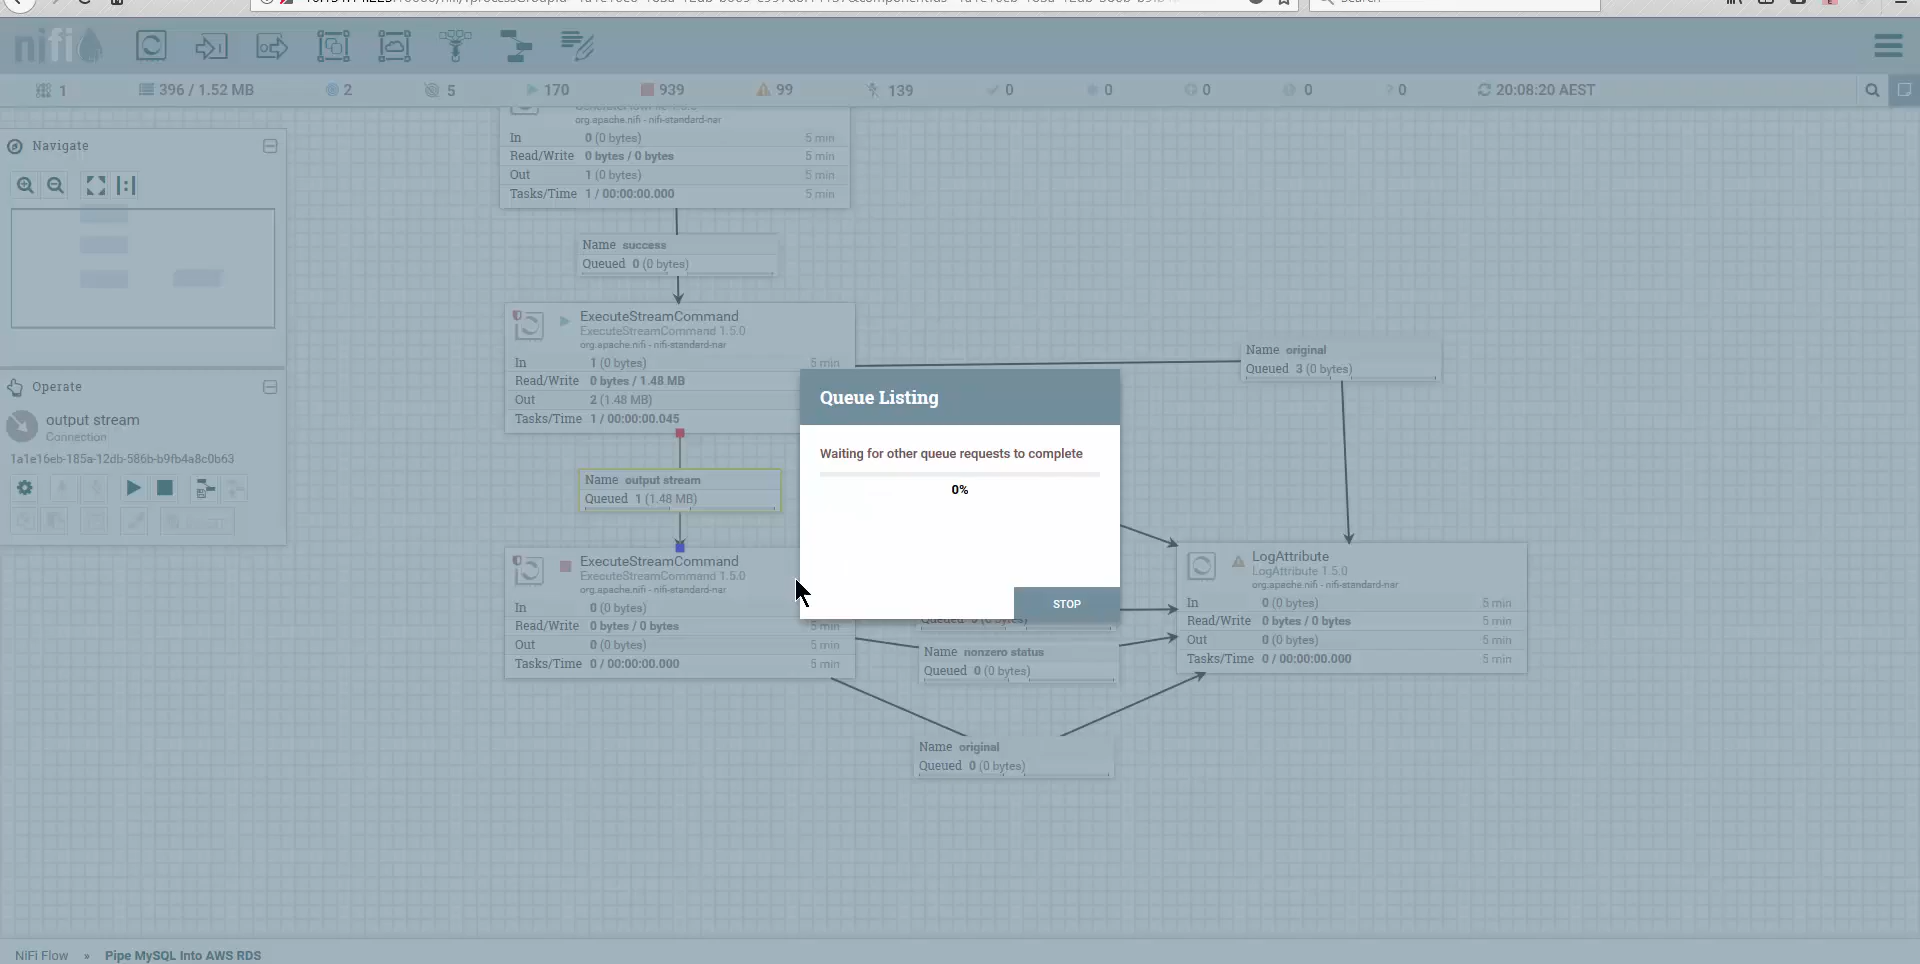 nifi
1
396 / 1.52 MB
2
5
170
939
99
139
0
0
0
0
? 0
20:08:20 AEST
Navigate
Operate
output stream
Connection
1a1e16eb-185a-12db-586b-b9fb4a8c0b63
org.apache.nifi - nifi-standard-nar
In 0 (0 bytes) 5 min
Read/Write 0 bytes / 0 bytes 5 min
Out 1 (0 bytes) 5 min
Tasks/Time 1 / 00:00:00.000 5 min
Name success
Queued 0 (0 bytes)
ExecuteStreamCommand
ExecuteStreamCommand 1.5.0
org.apache.nifi - nifi-standard-nar
In 1 (0 bytes) 5 min
Read/Write 0 bytes / 1.48 MB
Out 2 (1.48 MB)
Tasks/Time 1 / 00:00:00.045
Name original
Queued 3 (0 bytes)
Name output stream
Queued 1 (1.48 MB)
Queue Listing
Waiting for other queue requests to complete
0%
STOP
ExecuteStreamCommand
ExecuteStreamCommand 1.5.0
org.apache.nifi - nifi-standard-nar
In 0 (0 bytes)
Read/Write 0 bytes / 0 bytes 5 min
Out 0 (0 bytes) 5 min
Tasks/Time 0 / 00:00:00.000 5 min
Queued 0 (0 bytes)
Name nonzero status
Queued 0 (0 bytes)
Name original
Queued 0 (0 bytes)
LogAttribute
LogAttribute 1.5.0
org.apache.nifi - nifi-standard-nar
In 0 (0 bytes) 5 min
Read/Write 0 bytes / 0 bytes 5 min
Out 0 (0 bytes) 5 min
Tasks/Time 0 / 00:00:00.000 5 min
NiFi Flow » Pipe MySQL Into AWS RDS